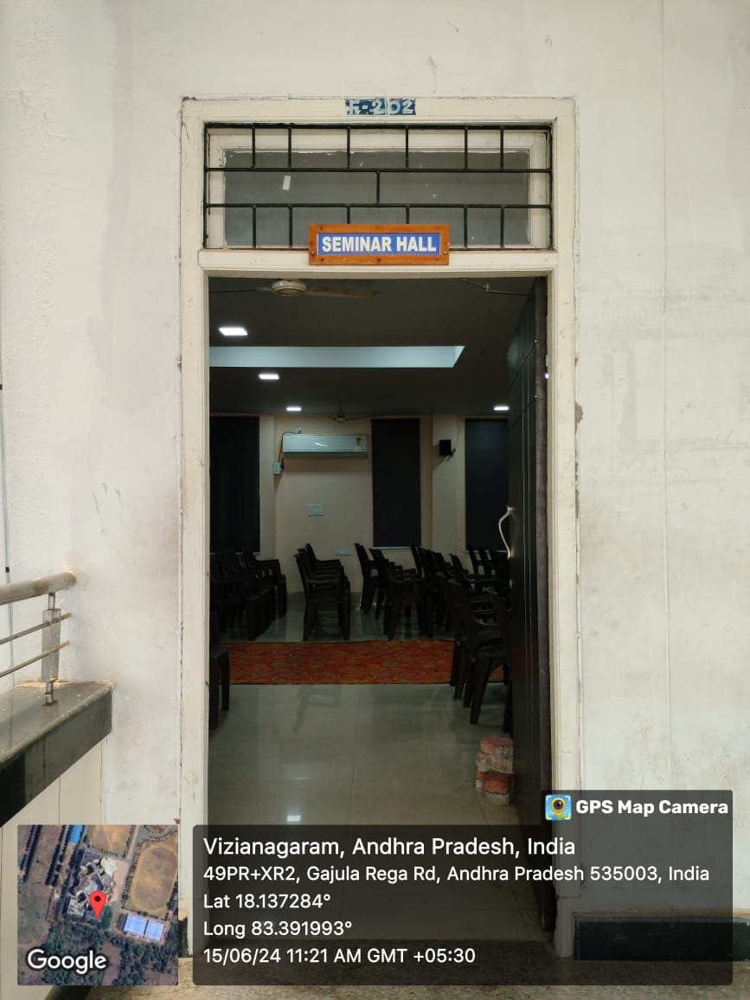 F-202
SEMINAR HALL
GPS Map Camera
Vizianagaram, Andhra Pradesh, India
49PR+XR2, Gajula Rega Rd, Andhra Pradesh 535003, India
Lat 18.137284°
Long 83.391993°
15/06/24 11:21 AM GMT +05:30
Google